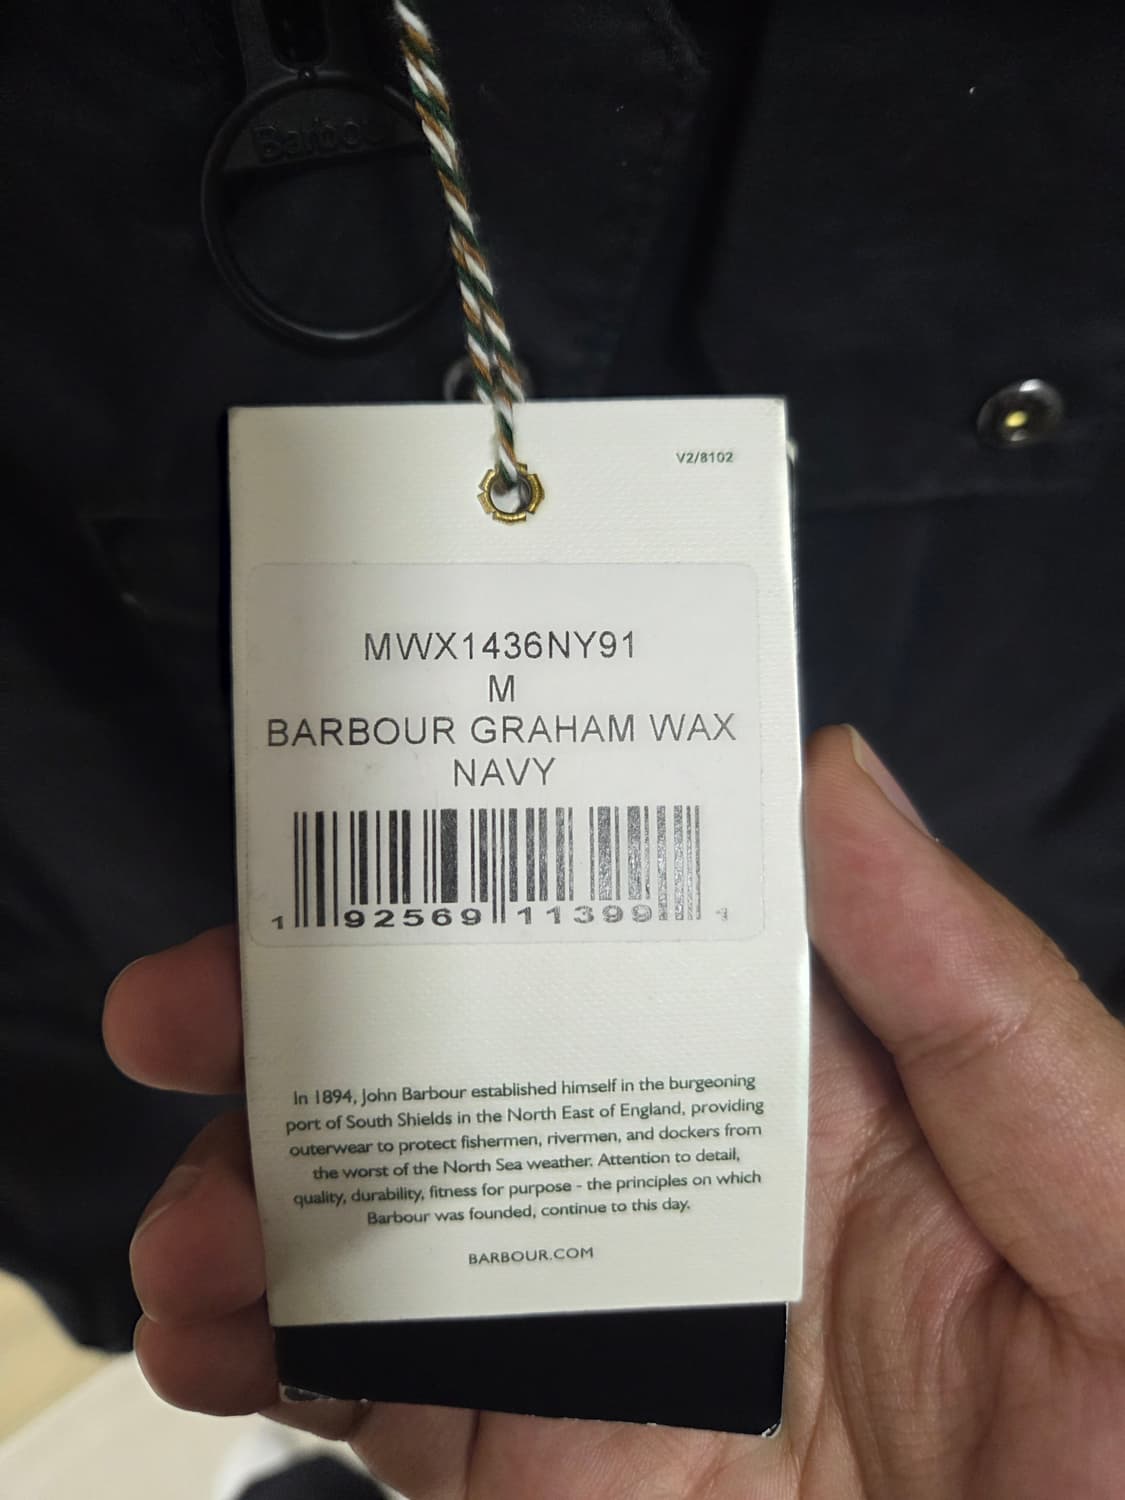 Barbour
V2/8102
MWX1436NY91
M
BARBOUR GRAHAM WAX
NAVY
1 92569 11399 1
In 1894, John Barbour established himself in the burgeoning
port of South Shields in the North East of England, providing
outerwear to protect fishermen, rivermen, and dockers from
the worst of the North Sea weather. Attention to detail,
quality, durability, fitness for purpose - the principles on which
Barbour was founded, continue to this day.
BARBOUR.COM